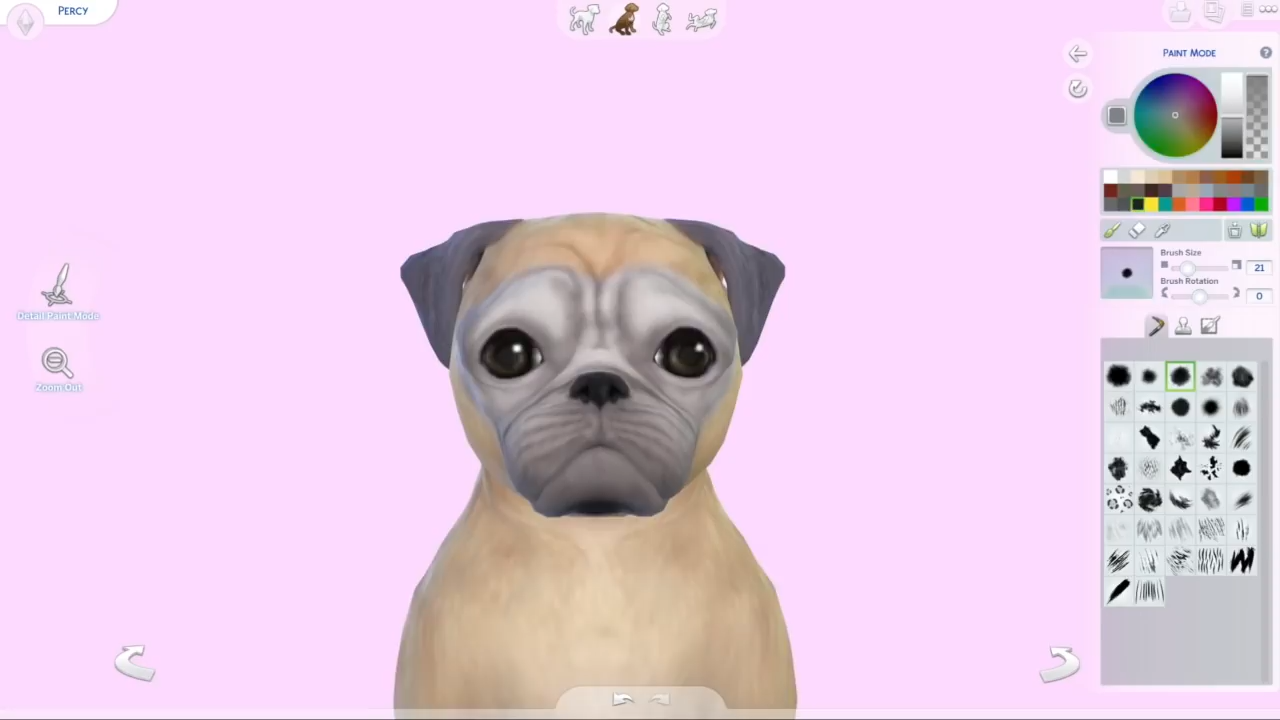 PERCY
PAINT MODE
?
Brush Size
21
Brush Rotation
0
Detail Paint Mode
Zoom Out